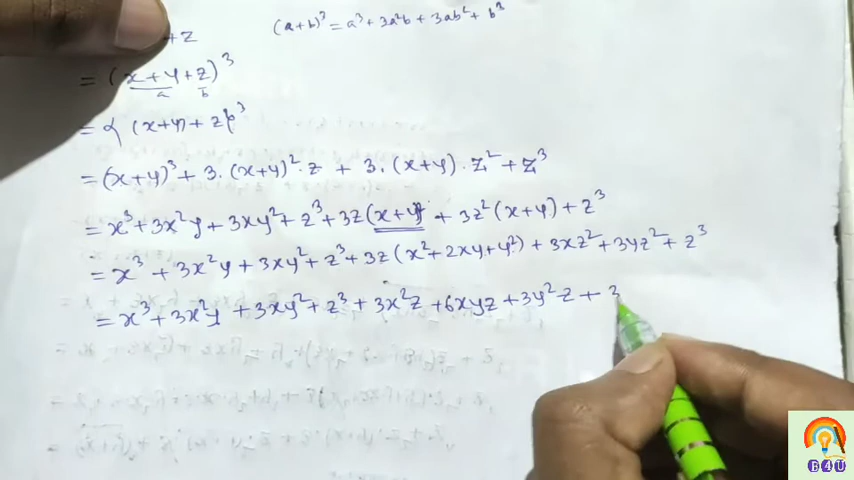 +z
(a+b)³ = a³ + 3a²b + 3ab² + b³
= (x+y+z)³
a b
= { (x+y) + z}³
= (x+y)³ + 3.(x+y)².z + 3.(x+y).z² + z³
= x³ + 3x²y + 3xy² + z³ + 3z(x+y)² + 3z²(x+y) + z³
= x³ + 3x²y + 3xy² + z³ + 3z(x² + 2xy + y²) + 3xz² + 3yz² + z³
= x³ + 3x²y + 3xy² + z³ + 3x²z + 6xyz + 3y²z + 3
B4U